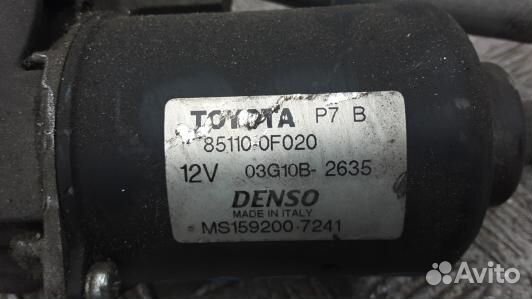 TOYOTA P7 B
85110-0F020
12V 03G10B-2635
DENSO
MADE IN ITALY
MS159200-7241
Avito